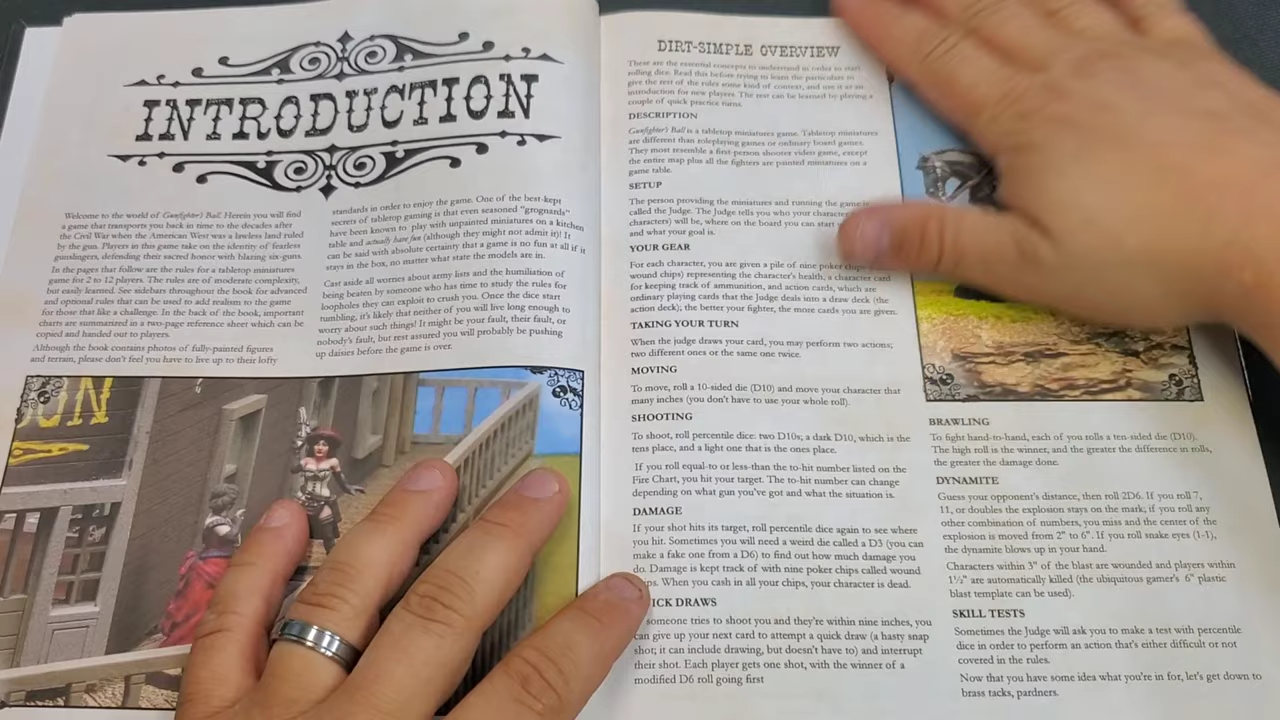 INTRODUCTION
Welcome to the world of Gunfighter's Ball. Herein you will find
a game that transports you back in time to the decades after
the Civil War when the American West was a lawless land ruled
by the gun. Players in this game take on the identity of fearless
gunslingers, defending their sacred honor with blazing six-guns.
In the pages that follow are the rules for a tabletop miniatures
game for 2 to 12 players. The rules are of moderate complexity,
but easily learned. See sidebars throughout the book for advanced
and optional rules that can be used to add realism to the game
for those that like a challenge. In the back of the book, important
charts are summarized in a two-page reference sheet which can be
copied and handed out to players.
Although the book contains photos of fully-painted figures
and terrain, please don't feel you have to live up to their lofty
standards in order to enjoy the game. One of the best-kept
secrets of tabletop gaming is that even seasoned "grognards"
have been known to play with unpainted miniatures on a kitchen
table and actually have fun (although they might not admit it)! It
can be said with absolute certainty that a game is no fun at all if it
stays in the box, no matter what state the models are in.
Cast aside all worries about army lists and the humiliation of
being beaten by someone who has time to study the rules for
loopholes they can exploit to crush you. Once the dice start
tumbling, it's likely that neither of you will live long enough to
worry about such things! It might be your fault, their fault, or
nobody's fault, but rest assured you will probably be pushing
up daisies before the game is over.
OON
DIRT-SIMPLE OVERVIEW
These are the essential concepts to understand in order to start
rolling dice. Read this before trying to learn the particulars to
give the rest of the rules some kind of context, and use it as an
introduction for new players. The rest can be learned by playing a
couple of quick practice turns.
DESCRIPTION
Gunfighter's Ball is a tabletop miniatures game. Tabletop miniatures
are different than roleplaying games or ordinary board games.
They most resemble a first-person shooter video game, except
the entire map plus all the fighters are painted miniatures on a
game table.
SETUP
The person providing the miniatures and running the game is
called the Judge. The Judge tells you who your character
characters) will be, where on the board you can start
and what your goal is.
YOUR GEAR
For each character, you are given a pile of nine poker chips
wound chips) representing the character's health, a character card
for keeping track of ammunition, and action cards, which are
ordinary playing cards that the Judge deals into a draw deck (the
action deck); the better your fighter, the more cards you are given.
TAKING YOUR TURN
When the judge draws your card, you may perform two actions;
two different ones or the same one twice.
MOVING
To move, roll a 10-sided die (D10) and move your character that
many inches (you don't have to use your whole roll).
SHOOTING
To shoot, roll percentile dice: two D10s; a dark D10, which is the
tens place, and a light one that is the ones place.
If you roll equal-to or less-than the to-hit number listed on the
Fire Chart, you hit your target. The to-hit number can change
depending on what gun you've got and what the situation is.
DAMAGE
If your shot hits its target, roll percentile dice again to see where
you hit. Sometimes you will need a weird die called a D3 (you can
make a fake one from a D6) to find out how much damage you
do. Damage is kept track of with nine poker chips called wound
ips. When you cash in all your chips, your character is dead.
ICK DRAWS
someone tries to shoot you and they're within nine inches, you
can give up your next card to attempt a quick draw (a hasty snap
shot; it can include drawing, but doesn't have to) and interrupt
their shot. Each player gets one shot, with the winner of a
modified D6 roll going first
BRAWLING
To fight hand-to-hand, each of you rolls a ten-sided die (D10).
The high roll is the winner, and the greater the difference in rolls,
the greater the damage done.
DYNAMITE
Guess your opponent's distance, then roll 2D6. If you roll 7,
11, or doubles the explosion stays on the mark; if you roll any
other combination of numbers, you miss and the center of the
explosion is moved from 2" to 6". If you roll snake eyes (1-1),
the dynamite blows up in your hand.
Characters within 3" of the blast are wounded and players within
1½" are automatically killed (the ubiquitous gamer's 6" plastic
blast template can be used).
SKILL TESTS
Sometimes the Judge will ask you to make a test with percentile
dice in order to perform an action that's either difficult or not
covered in the rules.
Now that you have some idea what you're in for, let's get down to
brass tacks, pardners.